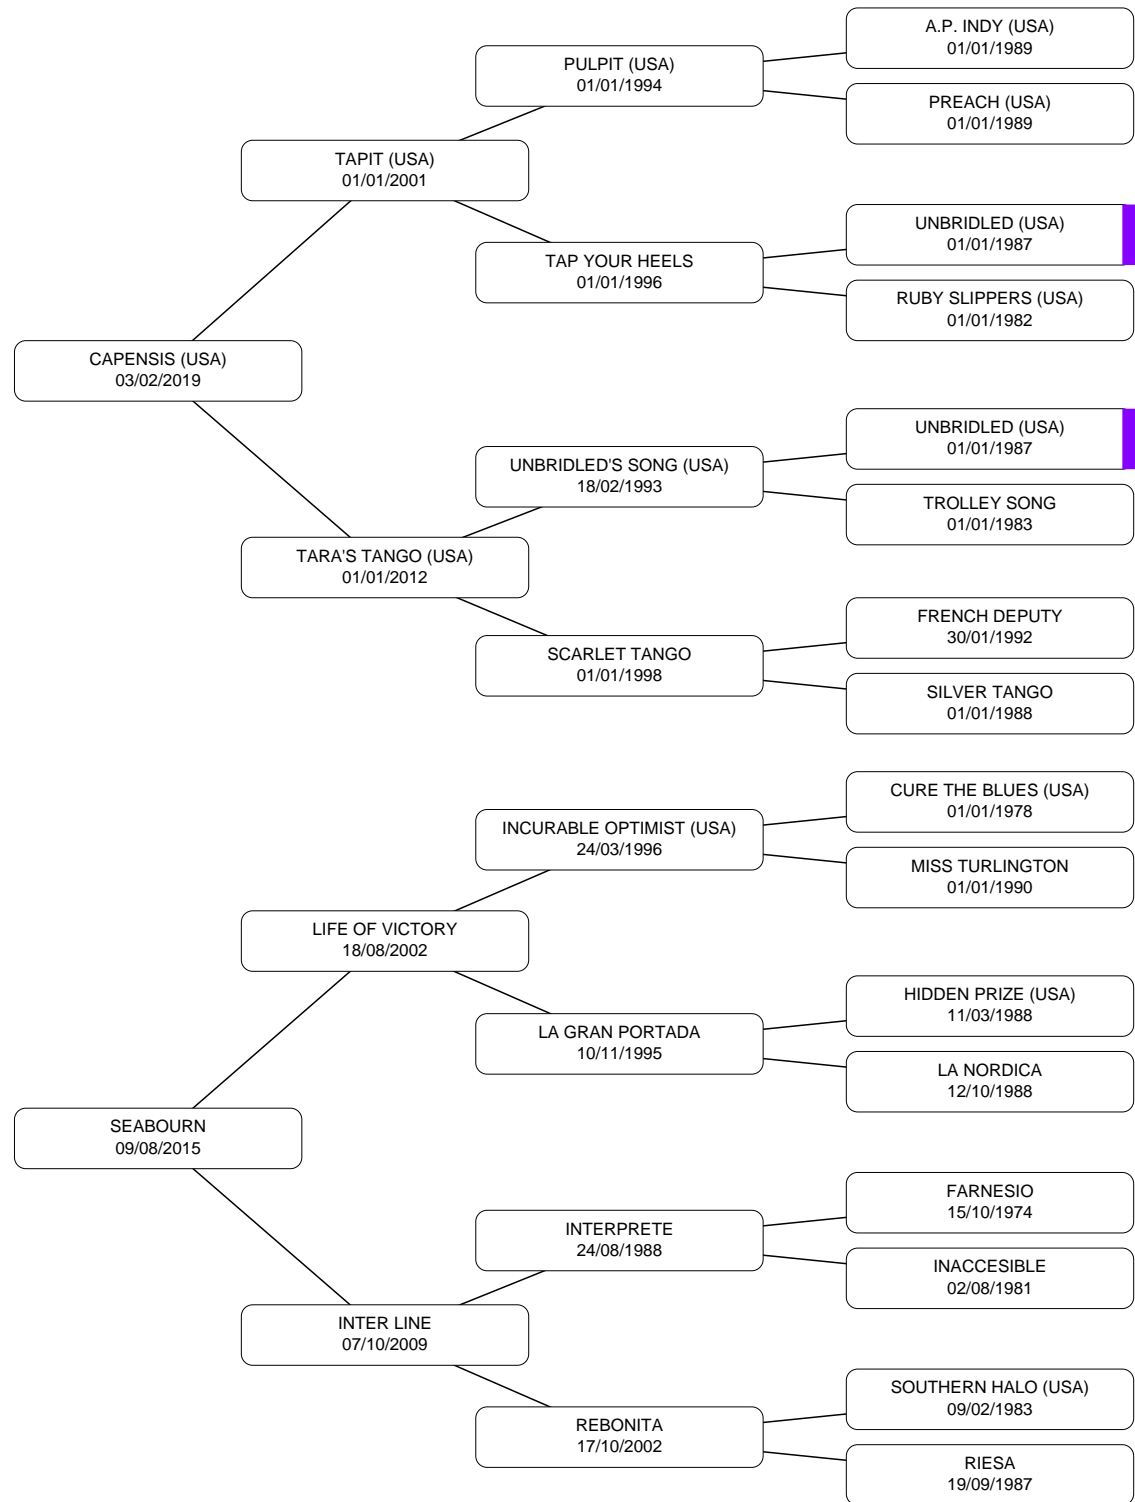 A.P. INDY (USA)
01/01/1989
PULPIT (USA)
01/01/1994
PREACH (USA)
01/01/1989
TAPIT (USA)
01/01/2001
UNBRIDLED (USA)
01/01/1987
TAP YOUR HEELS
01/01/1996
RUBY SLIPPERS (USA)
01/01/1982
CAPENSIS (USA)
03/02/2019
UNBRIDLED (USA)
01/01/1987
UNBRIDLED'S SONG (USA)
18/02/1993
TROLLEY SONG
01/01/1983
TARA'S TANGO (USA)
01/01/2012
FRENCH DEPUTY
30/01/1992
SCARLET TANGO
01/01/1998
SILVER TANGO
01/01/1988
CURE THE BLUES (USA)
01/01/1978
INCURABLE OPTIMIST (USA)
24/03/1996
MISS TURLINGTON
01/01/1990
LIFE OF VICTORY
18/08/2002
HIDDEN PRIZE (USA)
11/03/1988
LA GRAN PORTADA
10/11/1995
LA NORDICA
12/10/1988
SEABOURN
09/08/2015
FARNESIO
15/10/1974
INTERPRETE
24/08/1988
INACCESIBLE
02/08/1981
INTER LINE
07/10/2009
SOUTHERN HALO (USA)
09/02/1983
REBONITA
17/10/2002
RIESA
19/09/1987